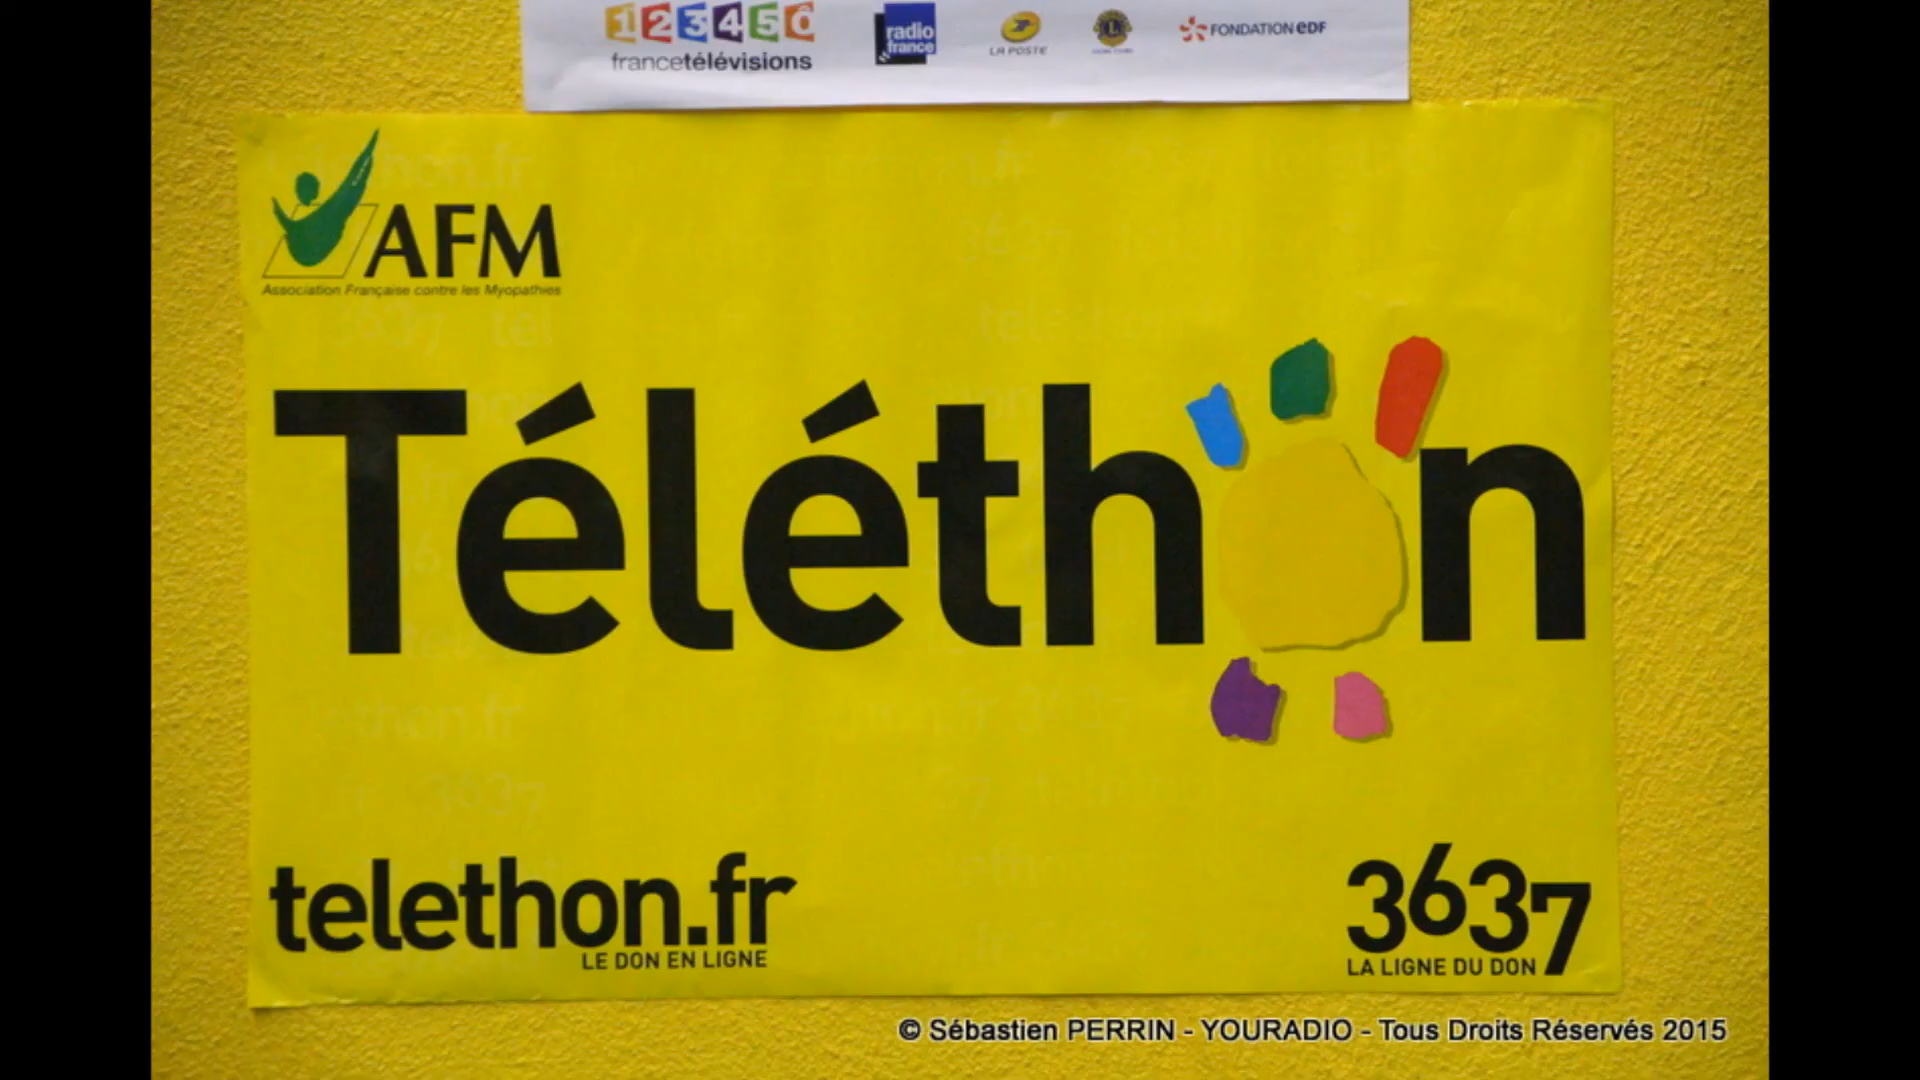 12345ô
francetélévisions
radio
france
LA POSTE
FONDATION eDF
AFM
Association Française contre les Myopathies
Téléthon
telethon.fr
LE DON EN LIGNE
3637
LA LIGNE DU DON
© Sébastien PERRIN - YOURADIO - Tous Droits Réservés 2015